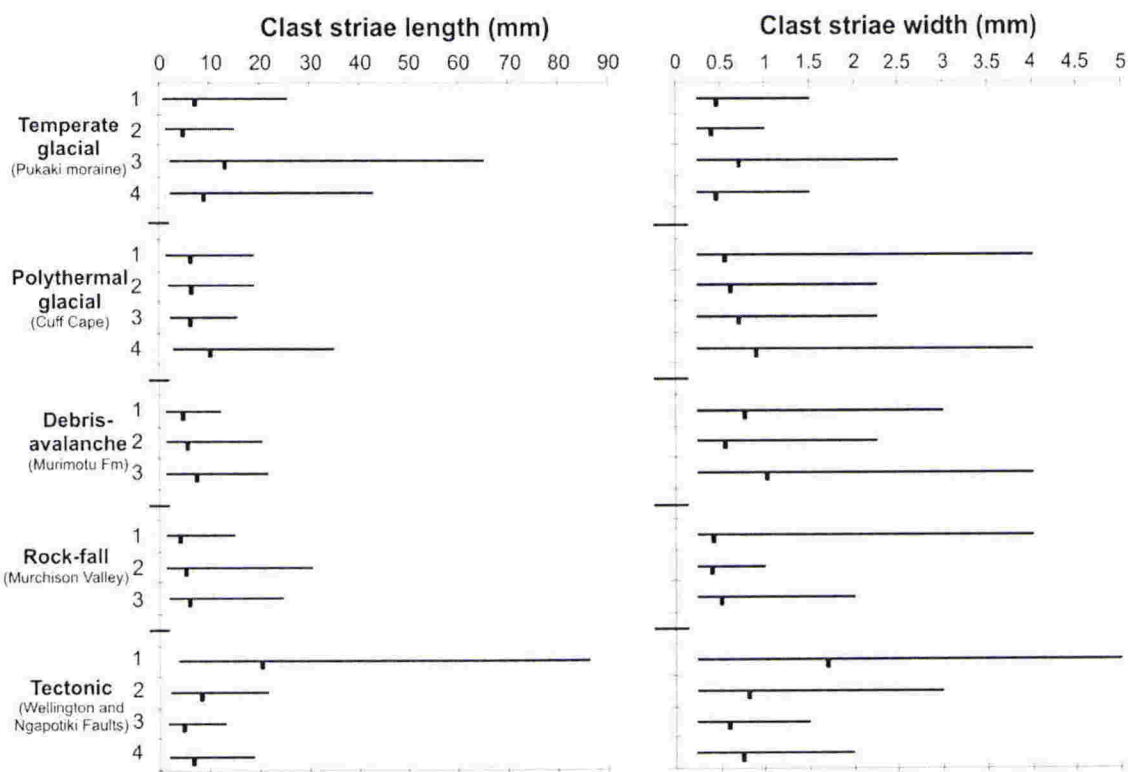 Clast striae length (mm)
0 10 20 30 40 50 60 70 80 90
Clast striae width (mm)
0 0.5 1 1.5 2 2.5 3 3.5 4 4.5 5
Temperate
glacial
(Pukaki moraine)
1
2
3
4
Polythermal
glacial
(Cuff Cape)
1
2
3
4
Debris-
avalanche
(Murimotu Fm)
1
2
3
Rock-fall
(Murchison Valley)
1
2
3
Tectonic
(Wellington and
Ngapotiki Faults)
1
2
3
4